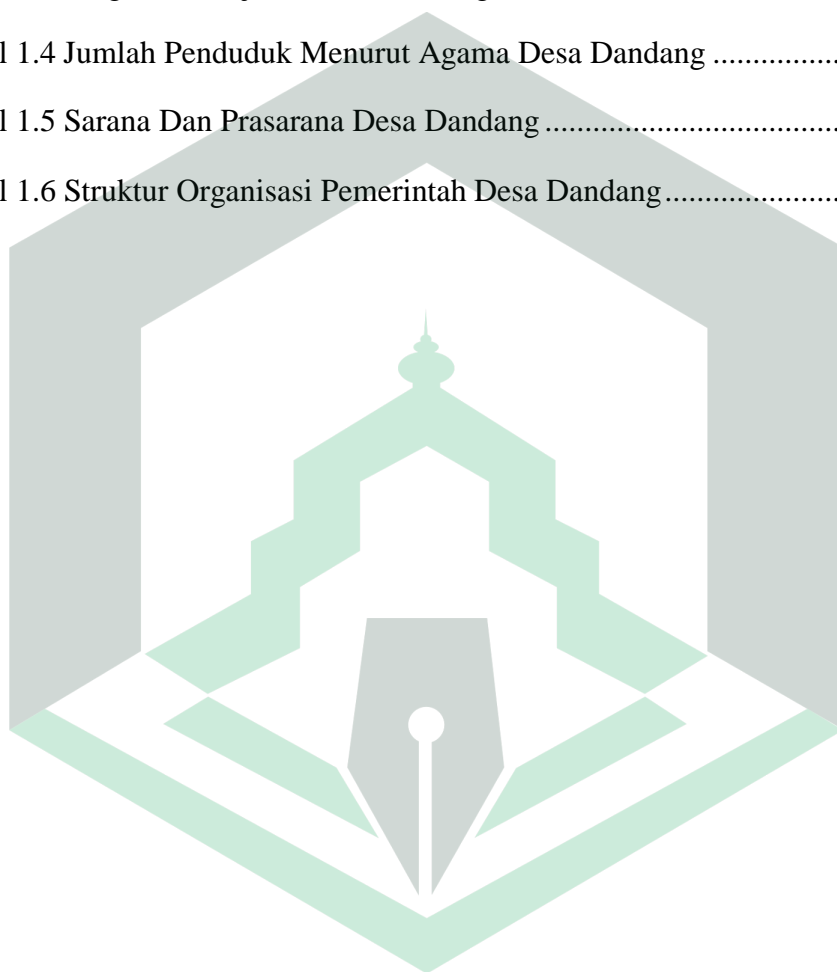 l 1.4 Jumlah Penduduk Menurut Agama Desa Dandang ................
l 1.5 Sarana Dan Prasarana Desa Dandang ....................................
l 1.6 Struktur Organisasi Pemerintah Desa Dandang.....................